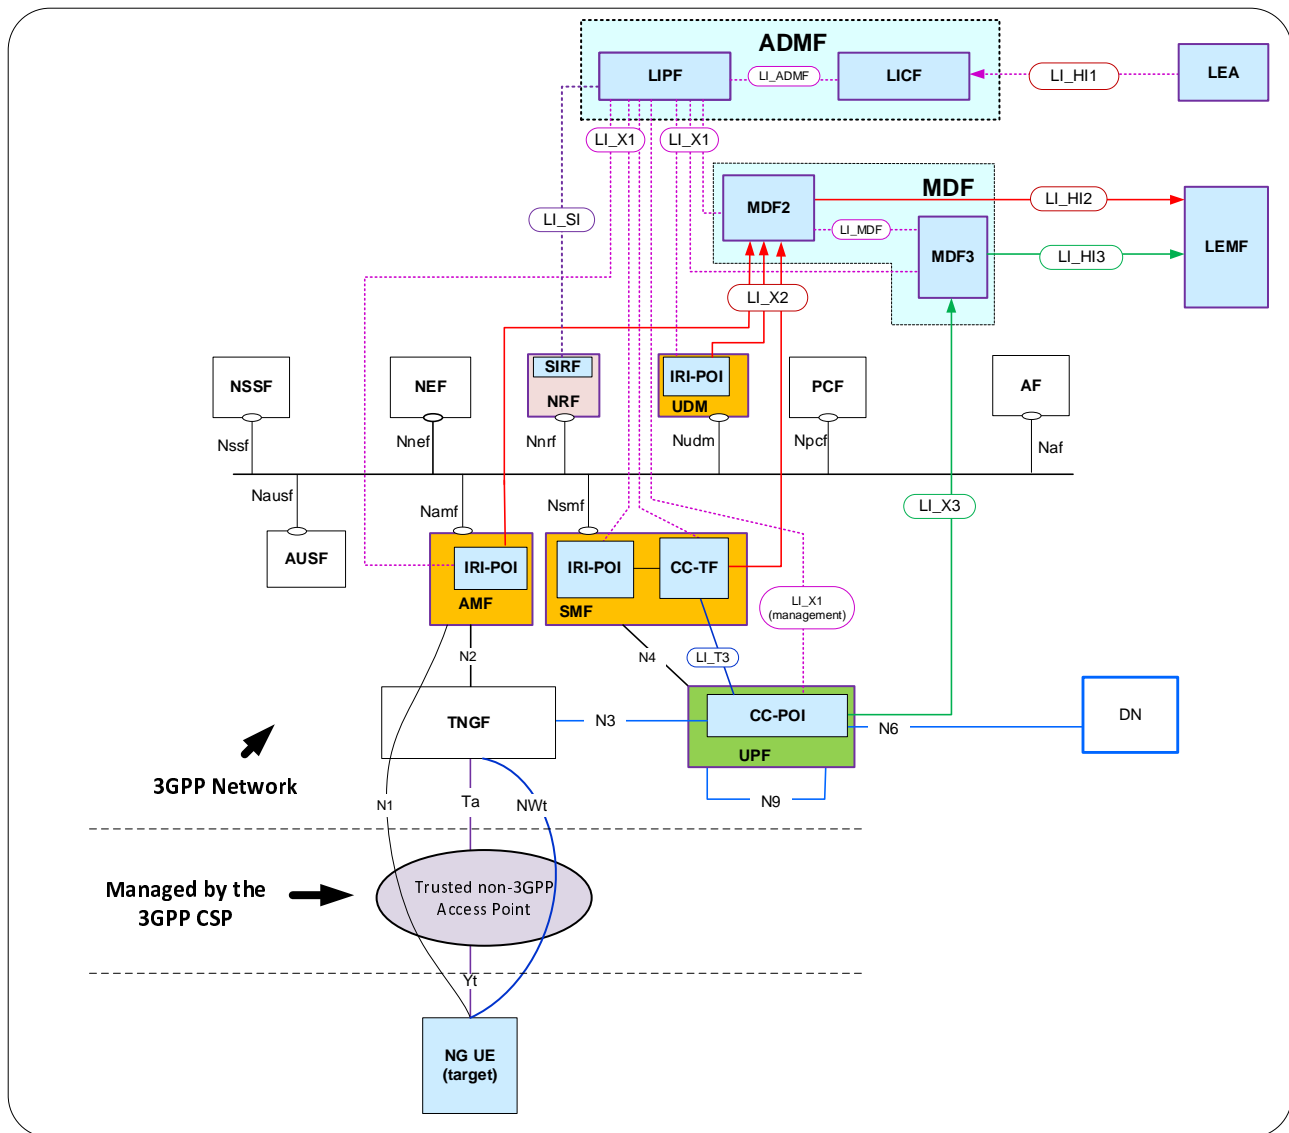 ADMF
LIPF
LI_ADMF
LICF
LI_HI1
LEA
LI_X1
LI_X1
MDF
MDF2
LI_HI2
LI_SI
LI_MDF
MDF3
LI_HI3
LEMF
LI_X2
SIRF
NRF
IRI-POI
UDM
NSSF
NEF
PCF
AF
Nssf
Nnef
Nnrf
Nudm
Npcf
Naf
Nausf
Namf
Nsmf
LI_X3
AUSF
IRI-POI
AMF
IRI-POI
CC-TF
SMF
LI_X1
(management)
N2
N4
LI_T3
TNGF
N3
CC-POI
UPF
N6
DN
3GPP Network
N1
Ta
NWt
N9
Managed by the
3GPP CSP
Trusted non-3GPP
Access Point
Yt
NG UE
(target)